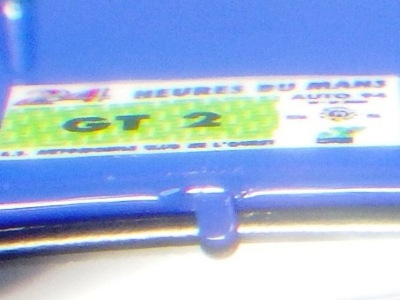 24 HEURES DU MANS
AUTO 94
GT 2
AUTOMOBILE CLUB DE L'OUEST